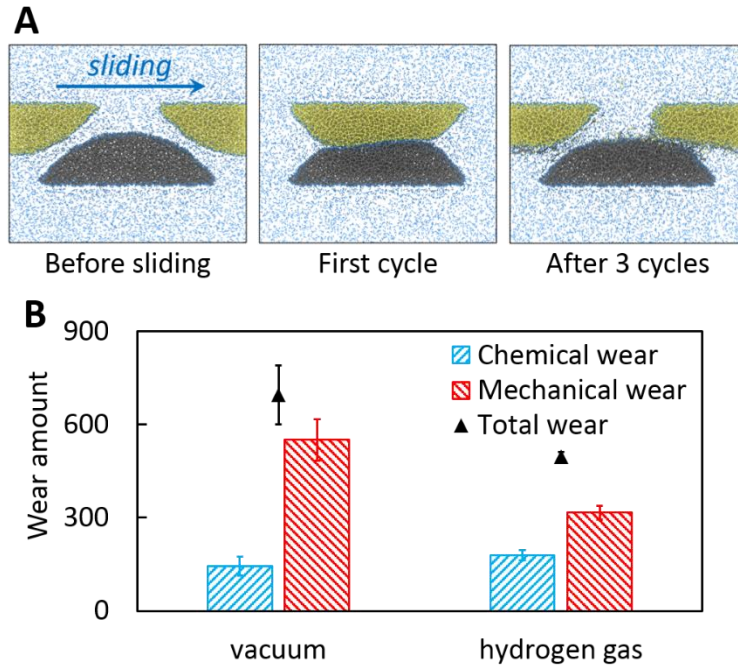 A
sliding
Before sliding
First cycle
After 3 cycles
B
900
600
300
0
Wear amount
Chemical wear
Mechanical wear
Total wear
vacuum
hydrogen gas